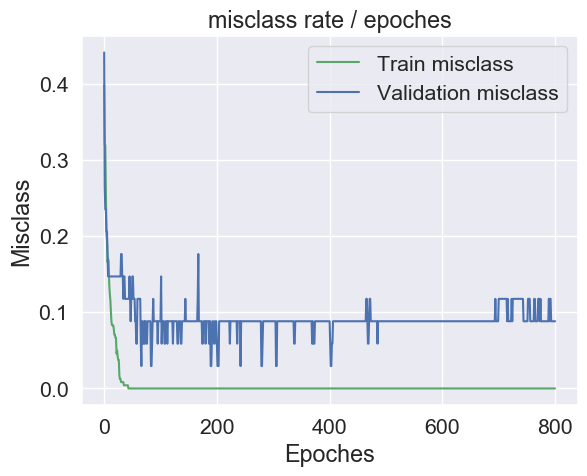 misclass rate / epoches
Train misclass
Validation misclass
0.4
0.3
0.2
0.1
0.0
Misclass
0
200
400
600
800
Epoches